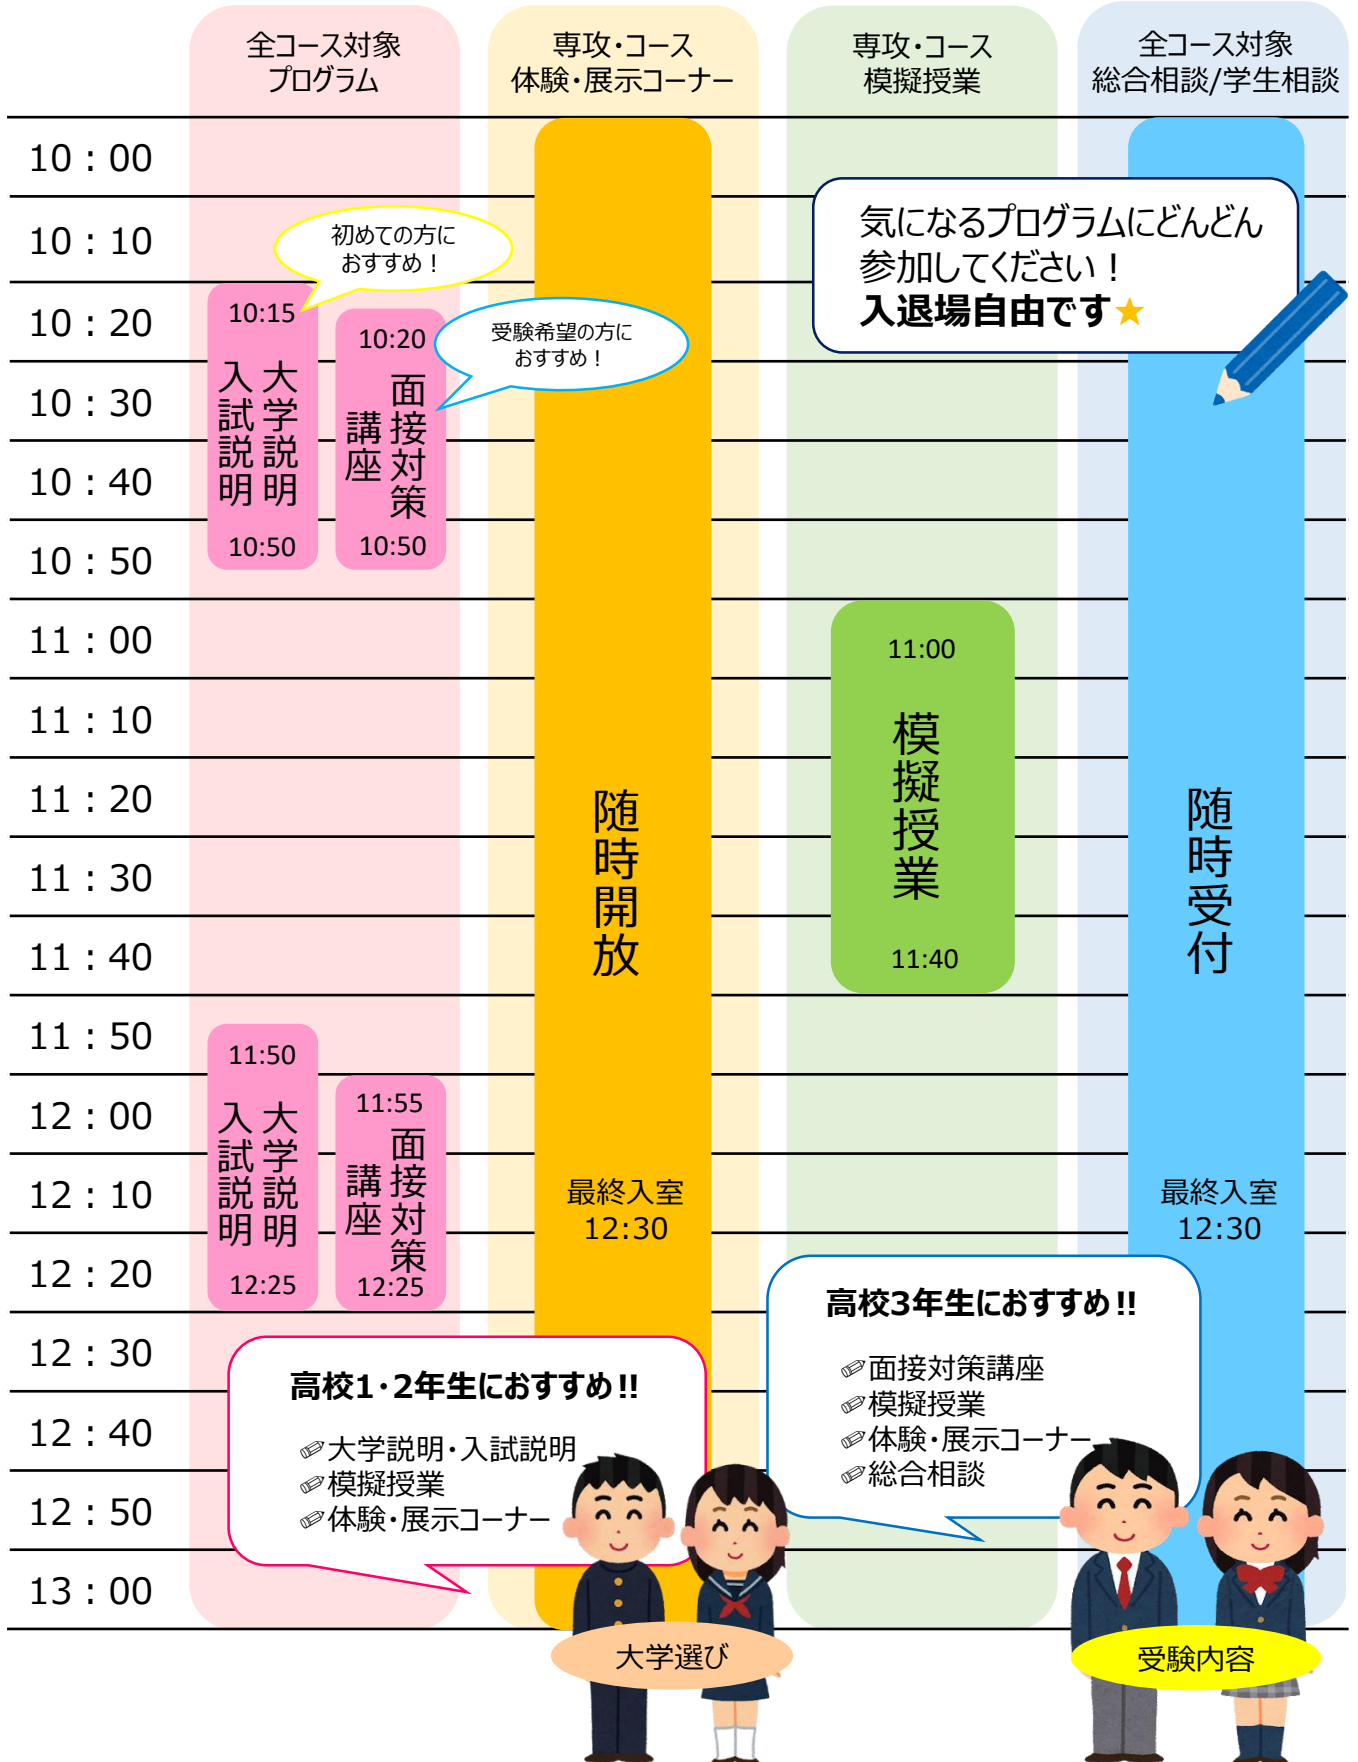 全コース対象
プログラム
専攻・コース
体験・展示コーナー
専攻・コース
模擬授業
全コース対象
総合相談/学生相談
10：00
10：10
10：20
10：30
10：40
10：50
11：00
11：10
11：20
11：30
11：40
11：50
12：00
12：10
12：20
12：30
12：40
12：50
13：00
初めての方に
おすすめ！
10:15
大学説明
入試説明
10:50
受験希望の方に
おすすめ！
10:20
面接対策
講座
10:50
11:50
大学説明
入試説明
12:25
11:55
面接対策
講座
12:25
随時開放
最終入室
12:30
気になるプログラムにどんどん
参加してください！
入退場自由です★
11:00
模擬授業
11:40
随時受付
最終入室
12:30
高校1・2年生におすすめ!!
大学説明・入試説明
模擬授業
体験・展示コーナー
大学選び
高校3年生におすすめ!!
面接対策講座
模擬授業
体験・展示コーナー
総合相談
受験内容